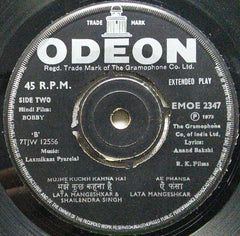 TRADE MARK
ODEON
Regd. Trade Mark of The Gramophone Co. Ltd.
45 R.P.M.
EXTENDED PLAY
SIDE TWO
Hindi Film:
BOBBY
EMOE 2347
℗ 1973
'B'
7TJW 12556
Music:
Laxmikant Pyarelal
The Gramophone
Co. of India Ltd.
Lyrics:
Anand Bakshi
R. K. Films
MUJHE KUCHH KAHNA HAI
मुझे कुछ कहना है
LATA MANGESHKAR &
SHAILENDRA SINGH
AE PHANSA
ऐ फंसा
LATA MANGESHKAR